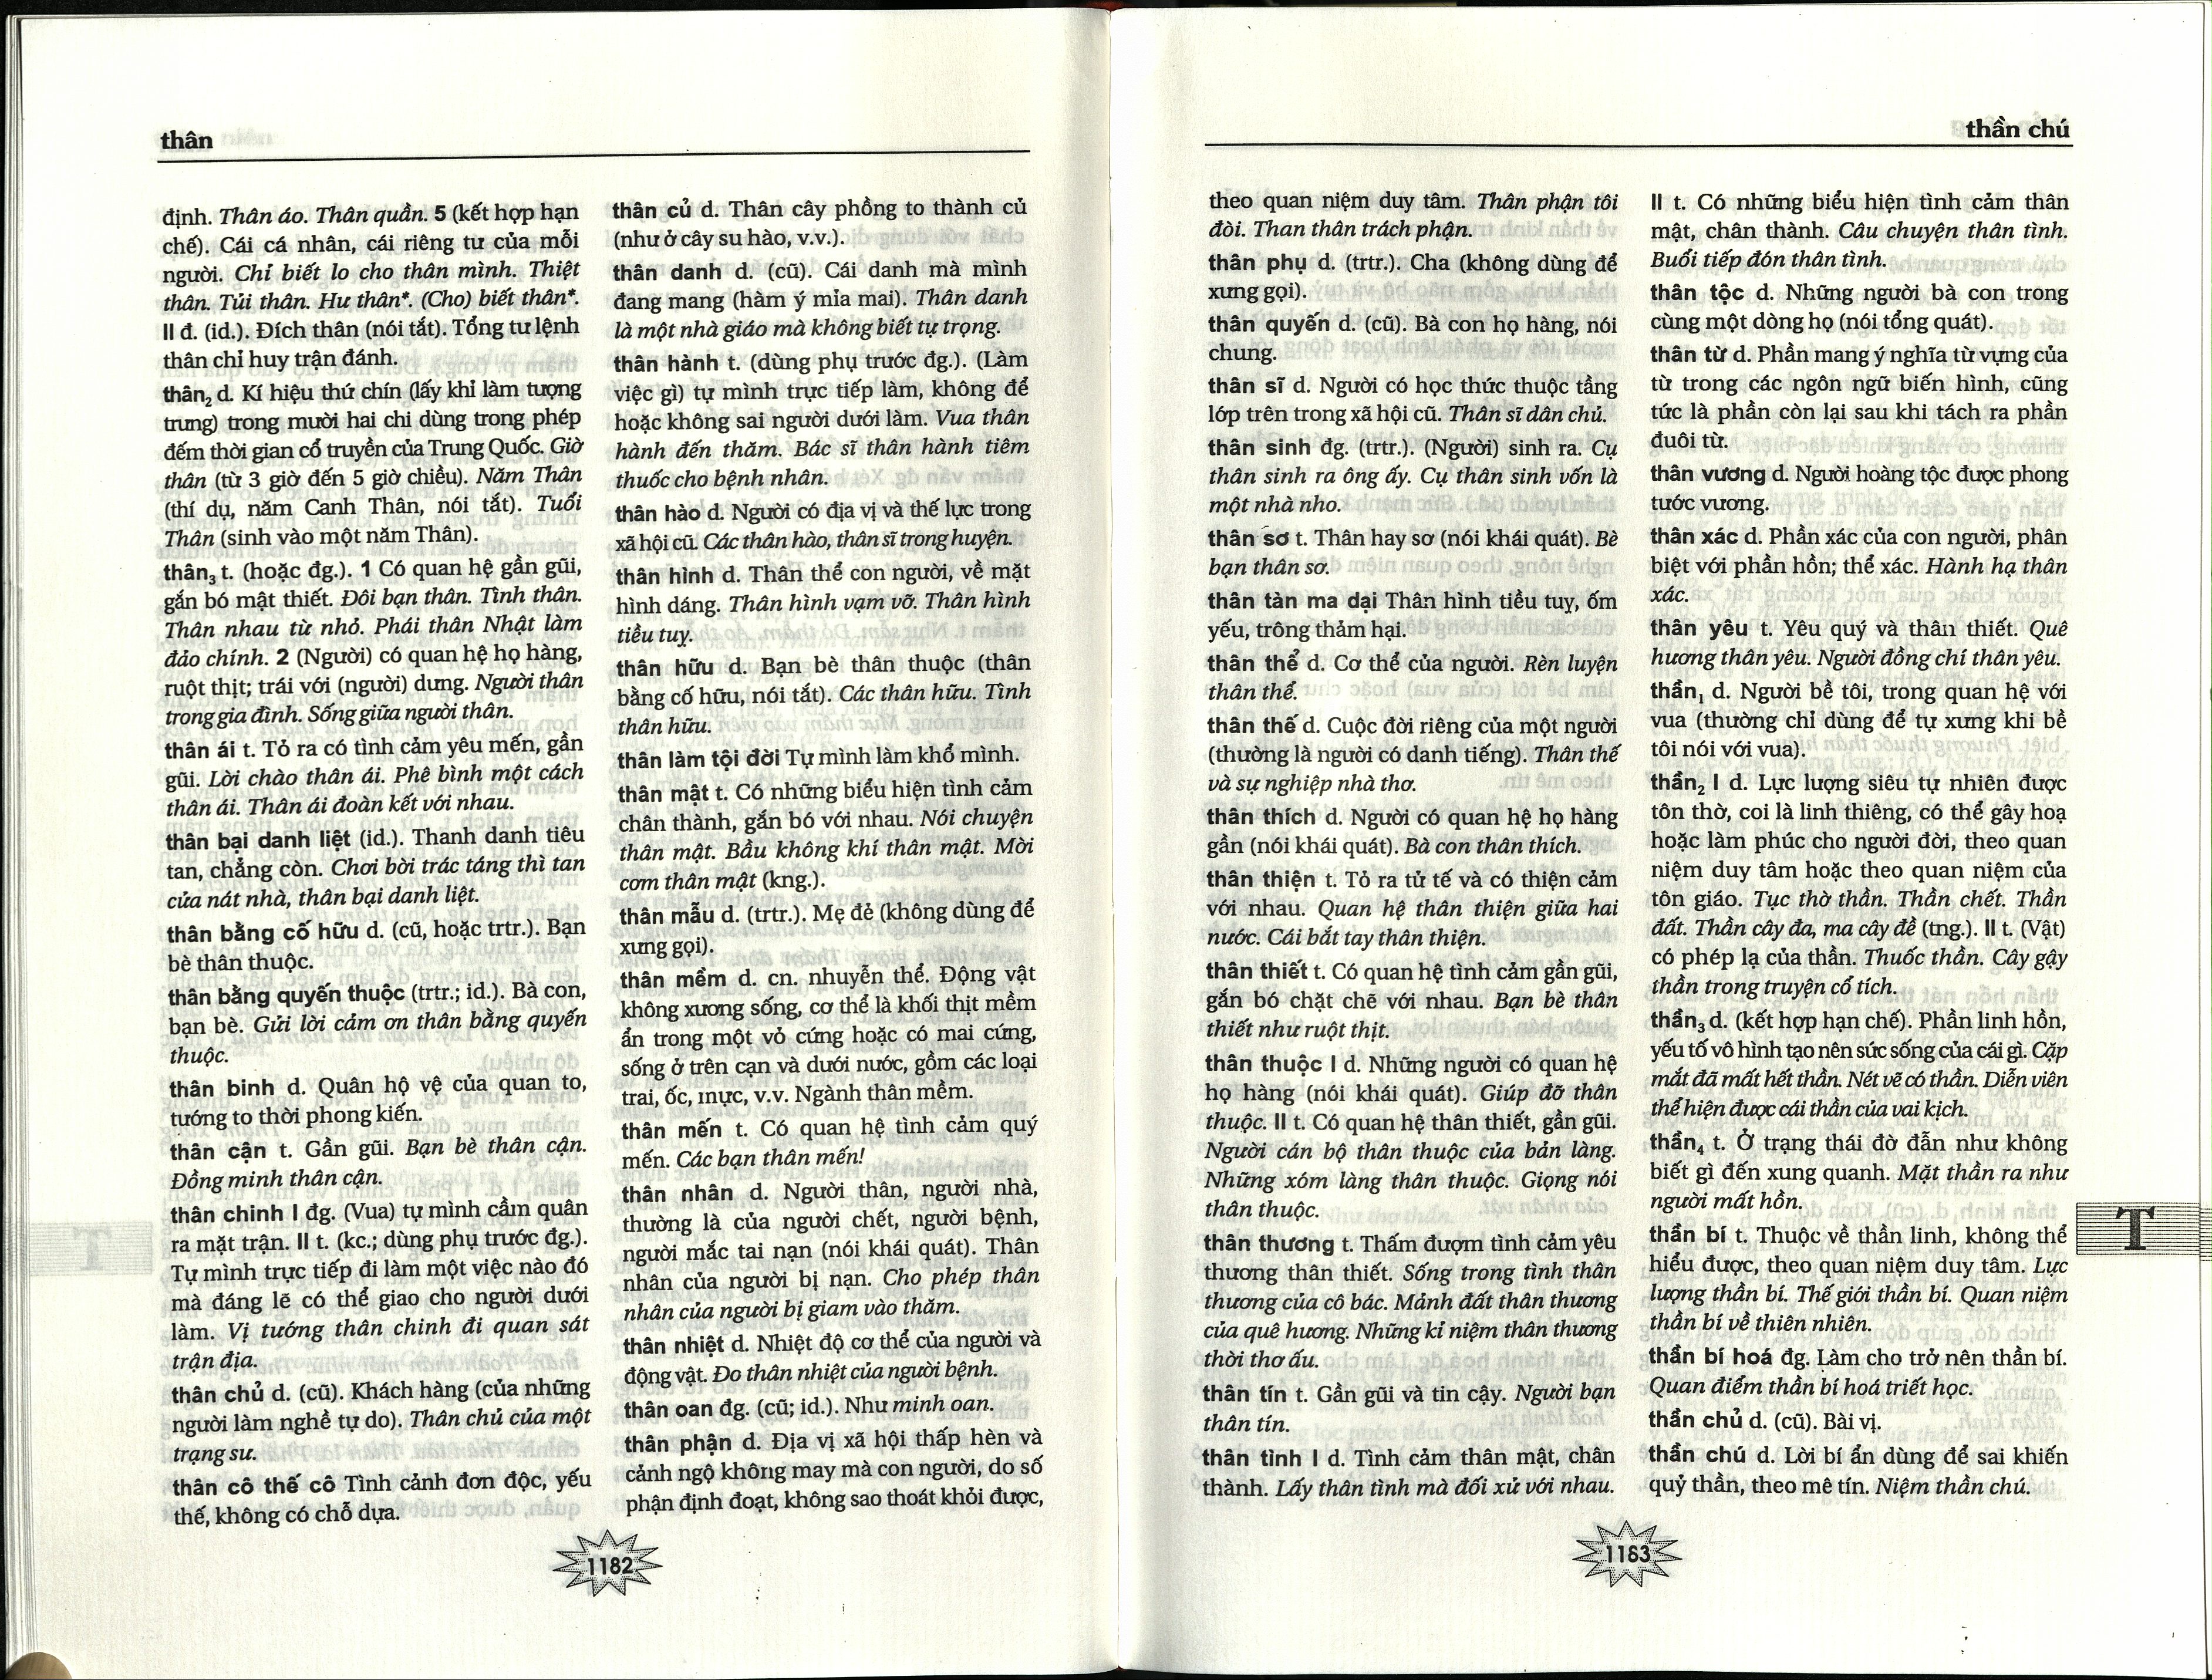 thân
định. Thân áo. Thân quần. 5 (kết hợp hạn
chế). Cái cá nhân, cái riêng tư của mỗi
người. Chỉ biết lo cho thân mình. Thiệt
thân. Tủi thân. Hư thân*. (Cho) biết thân*.
II đ. (id.). Đích thân (nói tắt). Tổng tư lệnh
thân chỉ huy trận đánh.
thân₂ d. Kí hiệu thứ chín (lấy khỉ làm tượng
trưng) trong mười hai chi dùng trong phép
đếm thời gian cổ truyền của Trung Quốc. Giờ
thân (từ 3 giờ đến 5 giờ chiều). Năm Thân
(thí dụ, năm Canh Thân, nói tắt). Tuổi
Thân (sinh vào một năm Thân).
thân₃ t. (hoặc đg.). 1 Có quan hệ gần gũi,
gắn bó mật thiết. Đôi bạn thân. Tình thân.
Thân nhau từ nhỏ. Phái thân Nhật làm
đảo chính. 2 (Người) có quan hệ họ hàng,
ruột thịt; trái với (người) dưng. Người thân
trong gia đình. Sống giữa người thân.
thân ái t. Tỏ ra có tình cảm yêu mến, gần
gũi. Lời chào thân ái. Phê bình một cách
thân ái. Thân ái đoàn kết với nhau.
thân bại danh liệt (id.). Thanh danh tiêu
tan, chẳng còn. Chơi bời trác táng thì tan
cửa nát nhà, thân bại danh liệt.
thân bằng cố hữu d. (cũ, hoặc trtr.). Bạn
bè thân thuộc.
thân bằng quyến thuộc (trtr.; id.). Bà con,
bạn bè. Gửi lời cảm ơn thân bằng quyến
thuộc.
thân binh d. Quân hộ vệ của quan to,
tướng to thời phong kiến.
thân cận t. Gần gũi. Bạn bè thân cận.
Đồng minh thân cận.
thân chinh I đg. (Vua) tự mình cầm quân
ra mặt trận. II t. (kc.; dùng phụ trước đg.).
Tự mình trực tiếp đi làm một việc nào đó
mà đáng lẽ có thể giao cho người dưới
làm. Vị tướng thân chinh đi quan sát
trận địa.
thân chủ d. (cũ). Khách hàng (của những
người làm nghề tự do). Thân chủ của một
trạng sư.
thân cô thế cô Tình cảnh đơn độc, yếu
thế, không có chỗ dựa.
thân củ d. Thân cây phồng to thành củ
(như ở cây su hào, v.v.).
thân danh d. (cũ). Cái danh mà mình
đang mang (hàm ý mỉa mai). Thân danh
là một nhà giáo mà không biết tự trọng.
thân hành t. (dùng phụ trước đg.). (Làm
việc gì) tự mình trực tiếp làm, không để
hoặc không sai người dưới làm. Vua thân
hành đến thăm. Bác sĩ thân hành tiêm
thuốc cho bệnh nhân.
thân hào d. Người có địa vị và thế lực trong
xã hội cũ. Các thân hào, thân sĩ trong huyện.
thân hình d. Thân thể con người, về mặt
hình dáng. Thân hình vạm vỡ. Thân hình
tiều tuỵ.
thân hữu d. Bạn bè thân thuộc (thân
bằng cố hữu, nói tắt). Các thân hữu. Tình
thân hữu.
thân làm tội đời Tự mình làm khổ mình.
thân mật t. Có những biểu hiện tình cảm
chân thành, gắn bó với nhau. Nói chuyện
thân mật. Bầu không khí thân mật. Mời
cơm thân mật (kng.).
thân mẫu d. (trtr.). Mẹ đẻ (không dùng để
xưng gọi).
thân mềm d. cn. nhuyễn thể. Động vật
không xương sống, cơ thể là khối thịt mềm
ẩn trong một vỏ cứng hoặc có mai cứng,
sống ở trên cạn và dưới nước, gồm các loại
trai, ốc, mực, v.v. Ngành thân mềm.
thân mến t. Có quan hệ tình cảm quý
mến. Các bạn thân mến!
thân nhân d. Người thân, người nhà,
thường là của người chết, người bệnh,
người mắc tai nạn (nói khái quát). Thân
nhân của người bị nạn. Cho phép thân
nhân của người bị giam vào thăm.
thân nhiệt d. Nhiệt độ cơ thể của người và
động vật. Đo thân nhiệt của người bệnh.
thân oan đg. (cũ; id.). Như minh oan.
thân phận d. Địa vị xã hội thấp hèn và
cảnh ngộ không may mà con người, do số
phận định đoạt, không sao thoát khỏi được,
1182
thần chú
theo quan niệm duy tâm. Thân phận tôi
đòi. Than thân trách phận.
thân phụ d. (trtr.). Cha (không dùng để
xưng gọi).
thân quyến d. (cũ). Bà con họ hàng, nói
chung.
thân sĩ d. Người có học thức thuộc tầng
lớp trên trong xã hội cũ. Thân sĩ dân chủ.
thân sinh đg. (trtr.). (Người) sinh ra. Cụ
thân sinh ra ông ấy. Cụ thân sinh vốn là
một nhà nho.
thân sơ t. Thân hay sơ (nói khái quát). Bè
bạn thân sơ.
thân tàn ma dại Thân hình tiều tuỵ, ốm
yếu, trông thảm hại.
thân thể d. Cơ thể của người. Rèn luyện
thân thể.
thân thế d. Cuộc đời riêng của một người
(thường là người có danh tiếng). Thân thế
và sự nghiệp nhà thơ.
thân thích d. Người có quan hệ họ hàng
gần (nói khái quát). Bà con thân thích.
thân thiện t. Tỏ ra tử tế và có thiện cảm
với nhau. Quan hệ thân thiện giữa hai
nước. Cái bắt tay thân thiện.
thân thiết t. Có quan hệ tình cảm gần gũi,
gắn bó chặt chẽ với nhau. Bạn bè thân
thiết như ruột thịt.
thân thuộc I d. Những người có quan hệ
họ hàng (nói khái quát). Giúp đỡ thân
thuộc. II t. Có quan hệ thân thiết, gần gũi.
Người cán bộ thân thuộc của bản làng.
Những xóm làng thân thuộc. Giọng nói
thân thuộc.
thân thương t. Thấm đượm tình cảm yêu
thương thân thiết. Sống trong tình thân
thương của cô bác. Mảnh đất thân thương
của quê hương. Những kỉ niệm thân thương
thời thơ ấu.
thân tín t. Gần gũi và tin cậy. Người bạn
thân tín.
thân tình I d. Tình cảm thân mật, chân
thành. Lấy thân tình mà đối xử với nhau.
II t. Có những biểu hiện tình cảm thân
mật, chân thành. Câu chuyện thân tình.
Buổi tiếp đón thân tình.
thân tộc d. Những người bà con trong
cùng một dòng họ (nói tổng quát).
thân từ d. Phần mang ý nghĩa từ vựng của
từ trong các ngôn ngữ biến hình, cũng
tức là phần còn lại sau khi tách ra phần
đuôi từ.
thân vương d. Người hoàng tộc được phong
tước vương.
thân xác d. Phần xác của con người, phân
biệt với phần hồn; thể xác. Hành hạ thân
xác.
thân yêu t. Yêu quý và thân thiết. Quê
hương thân yêu. Người đồng chí thân yêu.
thần₁ d. Người bề tôi, trong quan hệ với
vua (thường chỉ dùng để tự xưng khi bề
tôi nói với vua).
thần₂ I d. Lực lượng siêu tự nhiên được
tôn thờ, coi là linh thiêng, có thể gây hoạ
hoặc làm phúc cho người đời, theo quan
niệm duy tâm hoặc theo quan niệm của
tôn giáo. Tục thờ thần. Thần chết. Thần
đất. Thần cây đa, ma cây đề (tng.). II t. (Vật)
có phép lạ của thần. Thuốc thần. Cây gậy
thần trong truyện cổ tích.
thần₃ d. (kết hợp hạn chế). Phần linh hồn,
yếu tố vô hình tạo nên sức sống của cái gì. Cặp
mắt đã mất hết thần. Nét vẽ có thần. Diễn viên
thể hiện được cái thần của vai kịch.
thần₄ t. Ở trạng thái đờ đẫn như không
biết gì đến xung quanh. Mặt thần ra như
người mất hồn.
thần bí t. Thuộc về thần linh, không thể
hiểu được, theo quan niệm duy tâm. Lực
lượng thần bí. Thế giới thần bí. Quan niệm
thần bí về thiên nhiên.
thần bí hoá đg. Làm cho trở nên thần bí.
Quan điểm thần bí hoá triết học.
thần chủ d. (cũ). Bài vị.
thần chú d. Lời bí ẩn dùng để sai khiến
quỷ thần, theo mê tín. Niệm thần chú.
T
1183